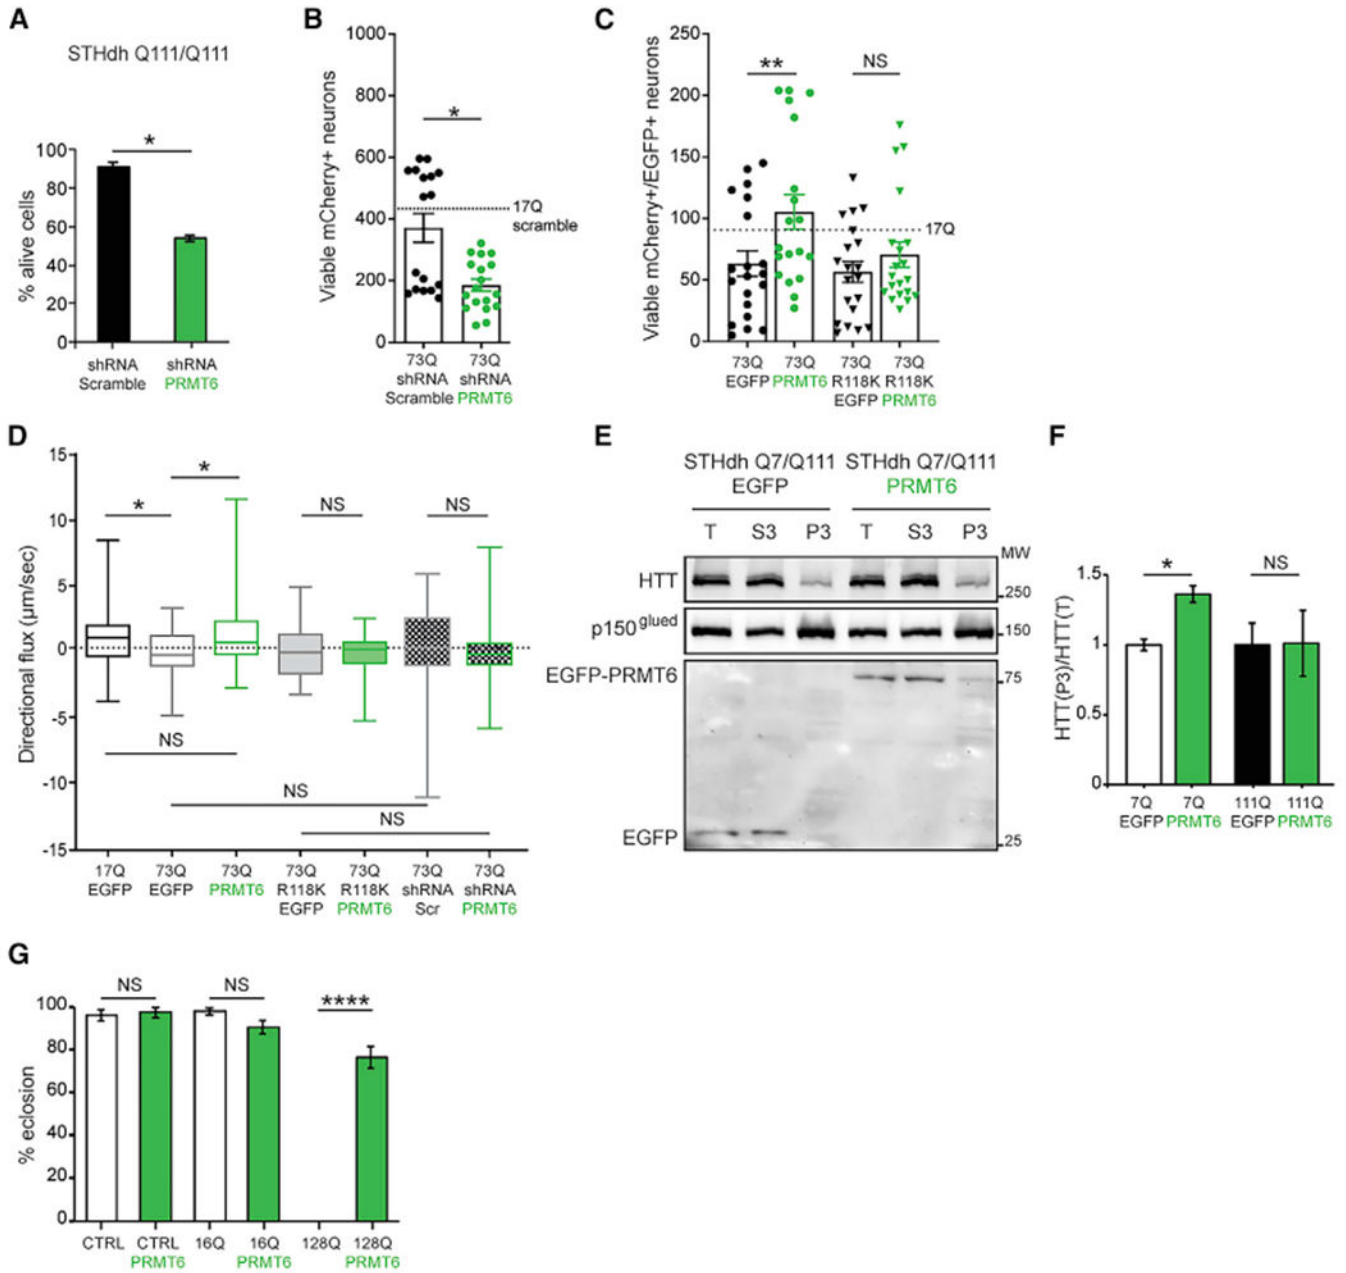 A
STHdh Q111/Q111
% alive cells
100
80
60
40
20
0
*
shRNA
Scramble
shRNA
PRMT6
B
Viable mCherry+ neurons
1000
800
600
400
200
0
*
17Q
scramble
73Q
shRNA
Scramble
73Q
shRNA
PRMT6
C
Viable mCherry+/EGFP+ neurons
250
200
150
100
50
0
**
NS
17Q
73Q
EGFP
73Q
PRMT6
73Q
R118K
EGFP
73Q
R118K
PRMT6
D
Directional flux (µm/sec)
15
10
5
0
-5
-10
-15
*
*
NS
NS
NS
NS
NS
17Q
EGFP
73Q
EGFP
73Q
PRMT6
73Q
R118K
EGFP
73Q
R118K
PRMT6
73Q
shRNA
Scr
73Q
shRNA
PRMT6
E
STHdh Q7/Q111
EGFP
STHdh Q7/Q111
PRMT6
T S3 P3 T S3 P3
MW
HTT
250
p150glued
150
EGFP-PRMT6
75
EGFP
25
F
HTT(P3)/HTT(T)
1.5
1
0.5
0
*
NS
7Q
EGFP
7Q
PRMT6
111Q
EGFP
111Q
PRMT6
G
% eclosion
100
80
60
40
20
0
NS
NS
****
CTRL
CTRL
PRMT6
16Q
16Q
PRMT6
128Q
128Q
PRMT6